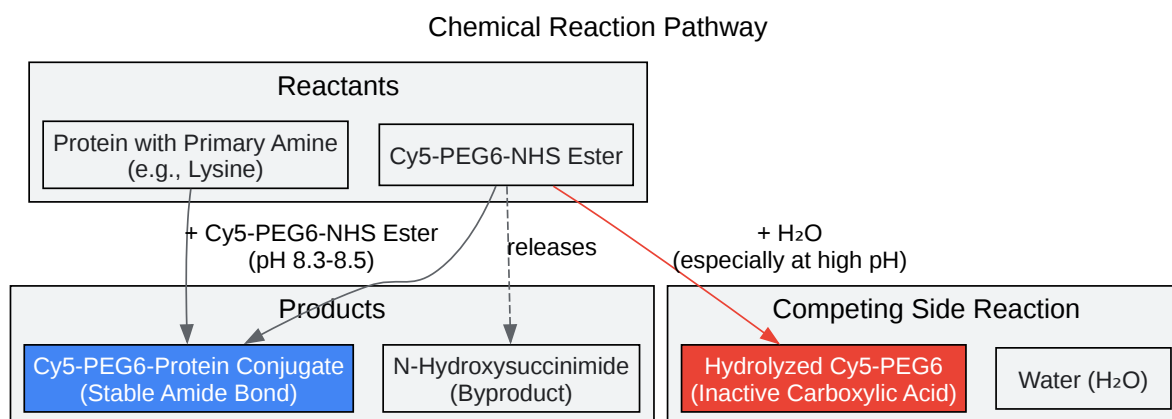 Chemical Reaction Pathway
Reactants
Protein with Primary Amine
(e.g., Lysine)
Cy5-PEG6-NHS Ester
+ Cy5-PEG6-NHS Ester
(pH 8.3-8.5)
releases
+ H₂O
(especially at high pH)
Products
Cy5-PEG6-Protein Conjugate
(Stable Amide Bond)
N-Hydroxysuccinimide
(Byproduct)
Competing Side Reaction
Hydrolyzed Cy5-PEG6
(Inactive Carboxylic Acid)
Water (H₂O)